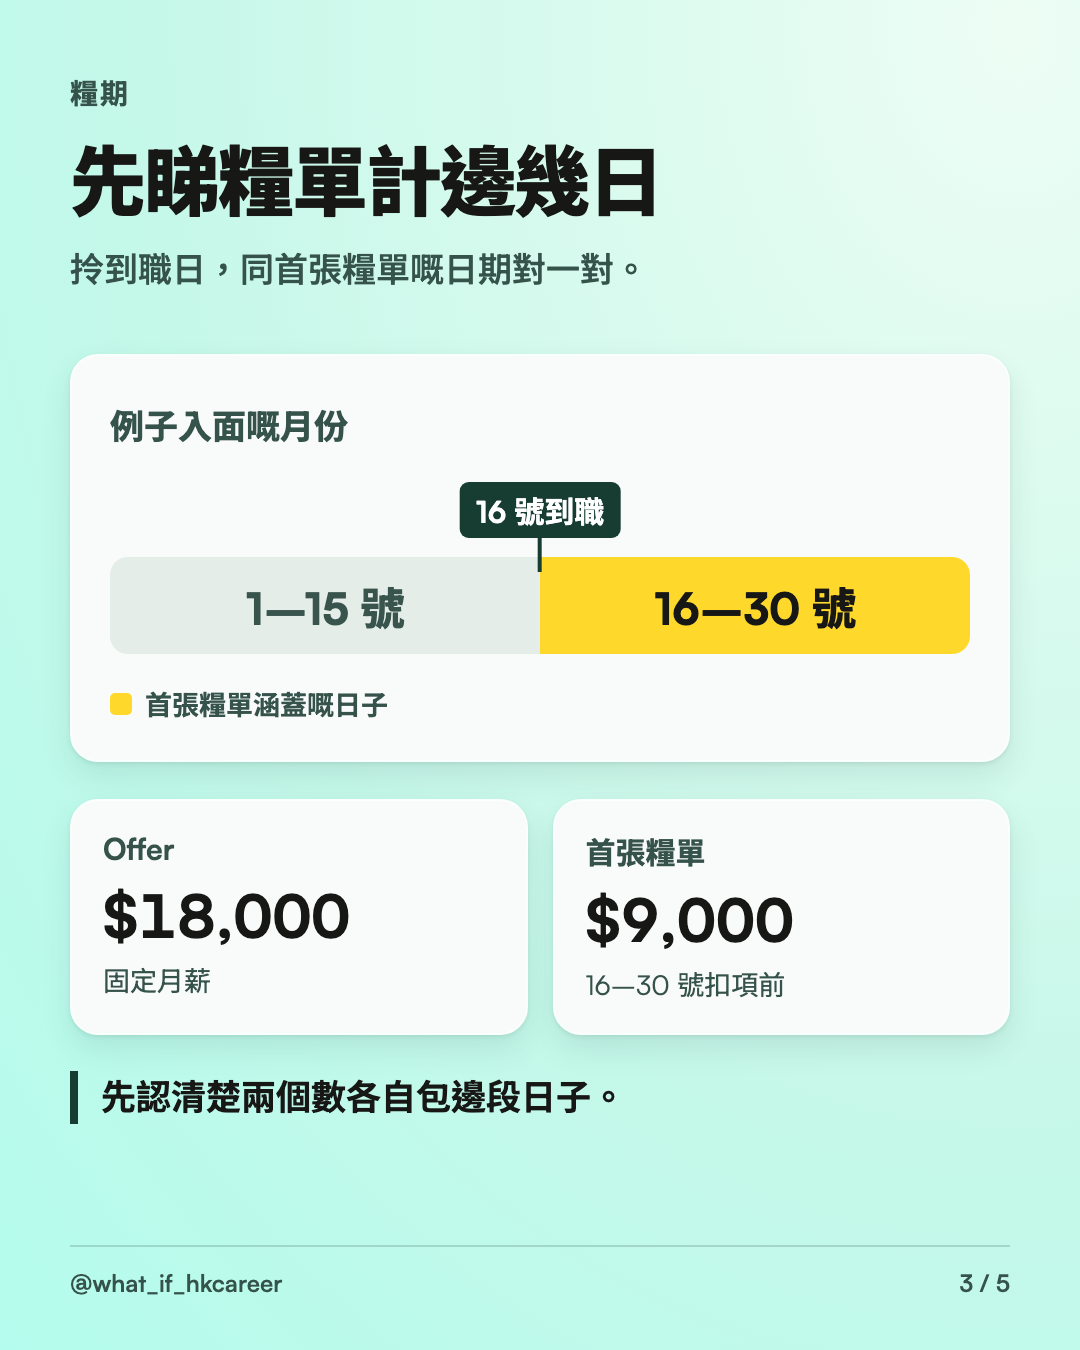 糧期
先睇糧單計邊幾日
拎到職日，同首張糧單嘅日期對一對。
例子入面嘅月份
16 號到職
1—15 號
16—30 號
首張糧單涵蓋嘅日子
Offer
$18,000
固定月薪
首張糧單
$9,000
16—30 號扣項前
先認清楚兩個數各自包邊段日子。
@what_if_hkcareer
3 / 5